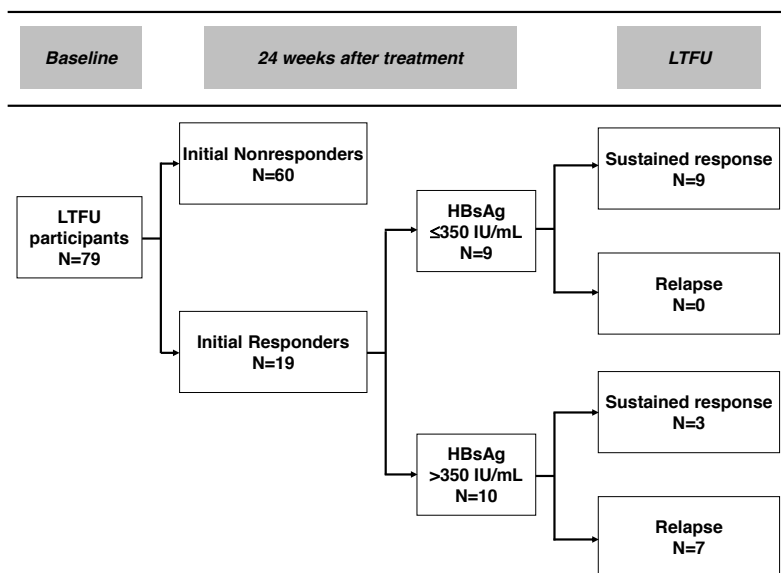 Baseline
24 weeks after treatment
LTFU
LTFU
participants
N=79
Initial Nonresponders
N=60
Initial Responders
N=19
HBsAg
≤350 IU/mL
N=9
HBsAg
>350 IU/mL
N=10
Sustained response
N=9
Relapse
N=0
Sustained response
N=3
Relapse
N=7